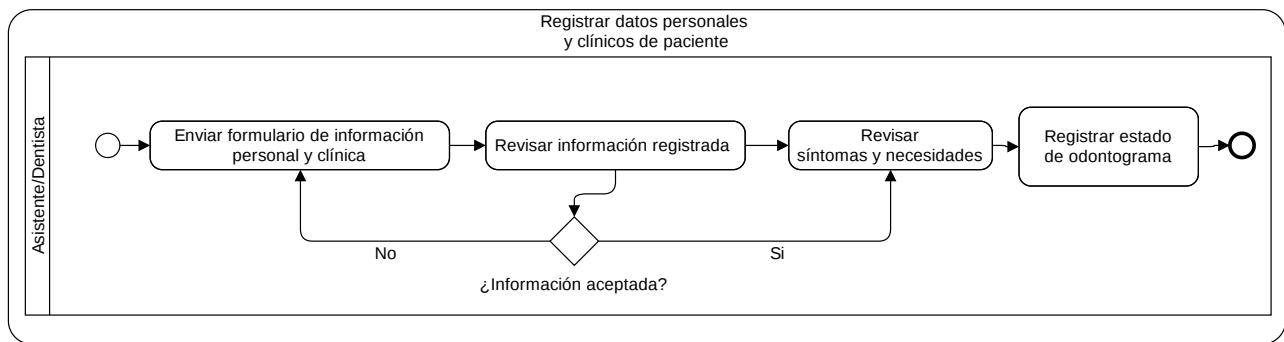 Registrar datos personales
y clínicos de paciente
Asistente/Dentista
Enviar formulario de información
personal y clínica
Revisar información registrada
Revisar
síntomas y necesidades
Registrar estado
de odontograma
No
Si
¿Información aceptada?